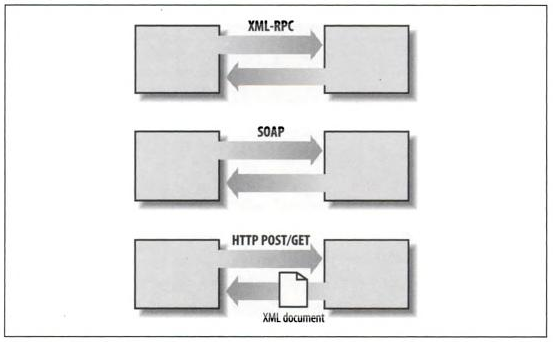 XML-RPC
SOAP
HTTP POST/GET
XML document